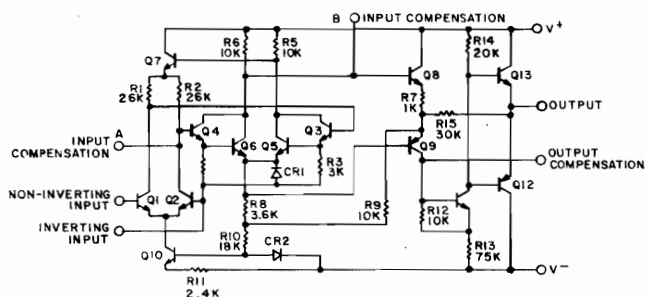 B INPUT COMPENSATION
V+
R6
10K
R5
10K
R14
20K
Q7
Q8
Q13
R1
26K
R2
26K
R7
1K
OUTPUT
R15
30K
Q4
Q3
A
INPUT
COMPENSATION
Q6
Q5
Q9
OUTPUT
COMPENSATION
CR1
R3
3K
NON-INVERTING
INPUT
Q1
Q2
Q12
R8
3.6K
R9
10K
R12
10K
INVERTING
INPUT
R10
18K
CR2
R13
75K
Q10
V−
R11
2.4K